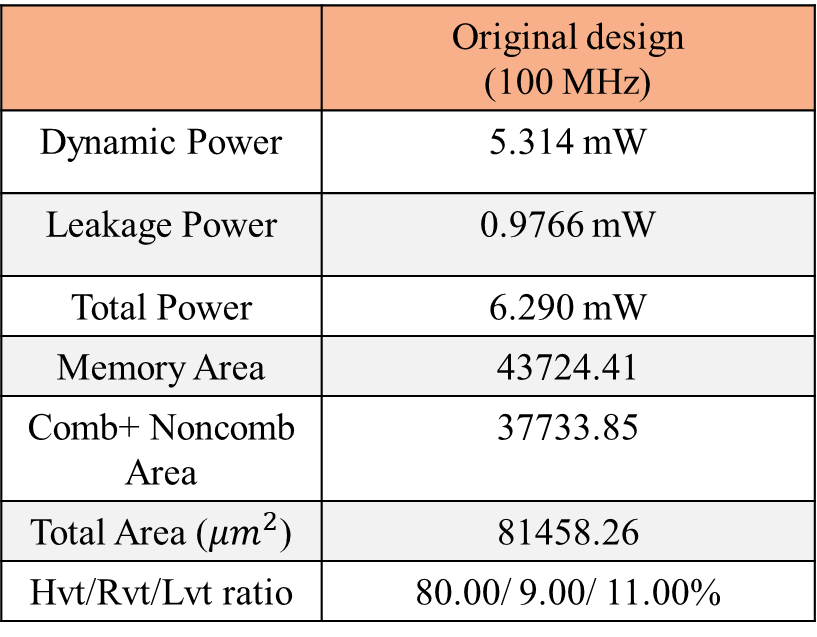 Original design
(100 MHz)
Dynamic Power 5.314 mW
Leakage Power 0.9766 mW
Total Power 6.290 mW
Memory Area 43724.41
Comb+ Noncomb 37733.85
Area
Total Area (μm²) 81458.26
Hvt/Rvt/Lvt ratio 80.00/ 9.00/ 11.00%